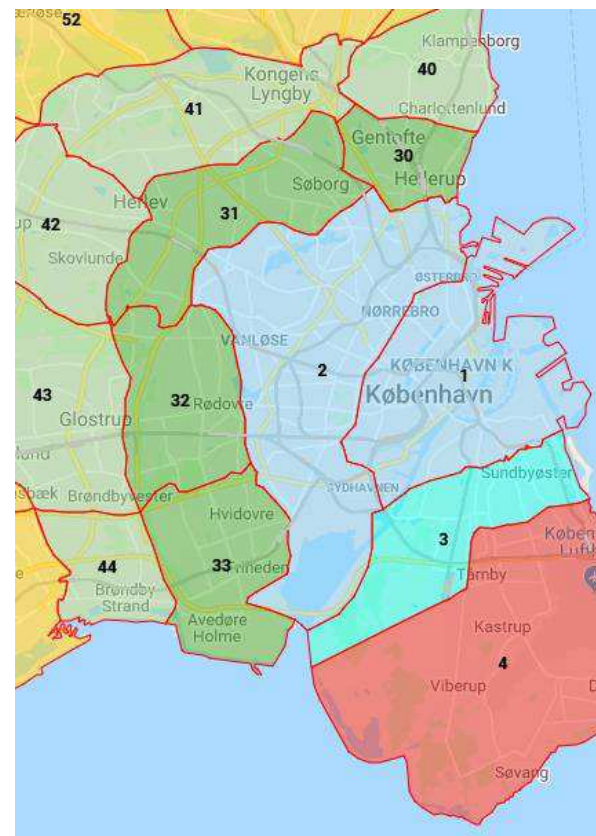 52
Klampenborg
40
Kongens
Lyngby
41
Charlottenlund
Gentofte
30
Hellerup
Søborg
Herlev
31
42
Skovlunde
ØSTERBRO
NØRREBRO
VANLØSE
2
KØBENHAVN K
1
København
43
32
Rødovre
Glostrup
Sundbyøster
SYDHAVNEN
Brøndbyvester
Hvidovre
3
44
33
Tårnby
Brøndby
Strand
Avedøre
Holme
Kastrup
4
Viberup
Søvang